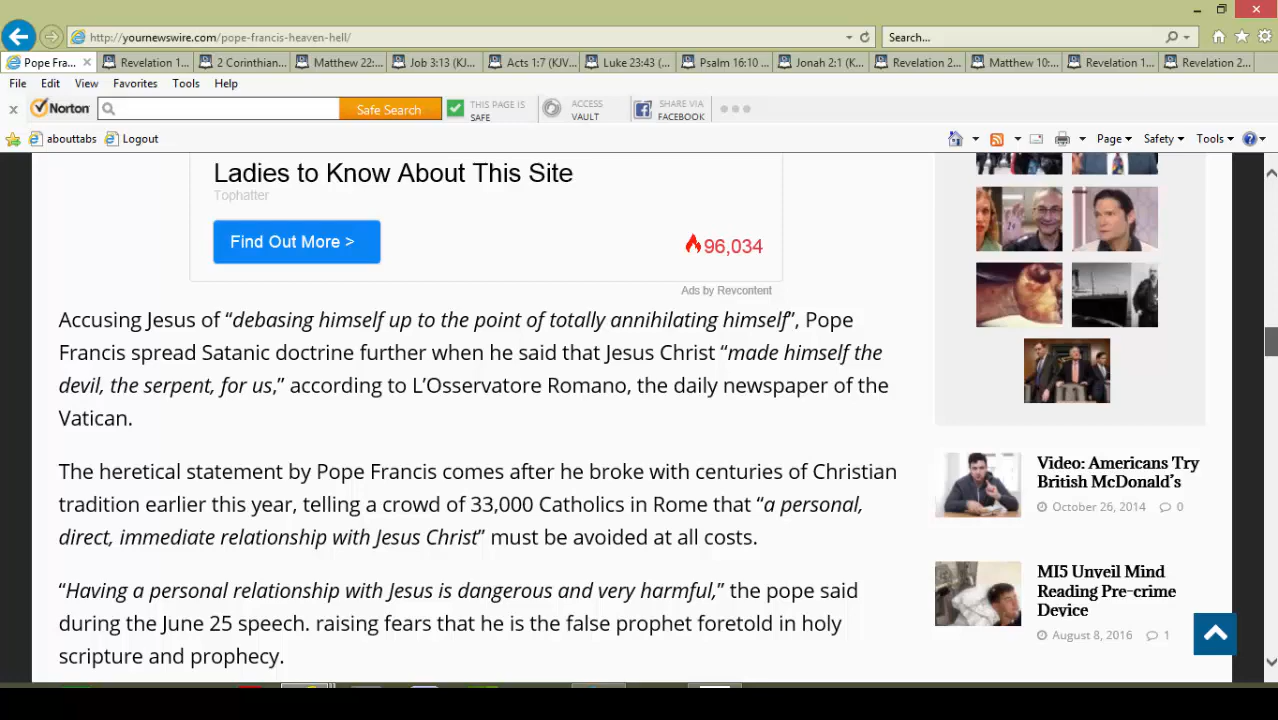 http://yournewswire.com/pope-francis-heaven-hell/
Search...
Pope Fra...
Revelation 1...
2 Corinthian...
Matthew 22:...
Job 3:13 (KJ...
Acts 1:7 (KJV...
Luke 23:43 (...
Psalm 16:10 ...
Jonah 2:1 (K...
Revelation 2...
Matthew 10:...
Revelation 1...
Revelation 2...
File Edit View Favorites Tools Help
x Norton Safe Search THIS PAGE IS SAFE ACCESS VAULT SHARE VIA FACEBOOK
abouttabs Logout Page Safety Tools
Ladies to Know About This Site
Tophatter
Find Out More >
96,034
Ads by Revcontent
Accusing Jesus of “debasing himself up to the point of totally annihilating himself”, Pope
Francis spread Satanic doctrine further when he said that Jesus Christ “made himself the
devil, the serpent, for us,” according to L’Osservatore Romano, the daily newspaper of the
Vatican.
The heretical statement by Pope Francis comes after he broke with centuries of Christian
tradition earlier this year, telling a crowd of 33,000 Catholics in Rome that “a personal,
direct, immediate relationship with Jesus Christ” must be avoided at all costs.
“Having a personal relationship with Jesus is dangerous and very harmful,” the pope said
during the June 25 speech. raising fears that he is the false prophet foretold in holy
scripture and prophecy.
Video: Americans Try
British McDonald’s
October 26, 2014 0
MI5 Unveil Mind
Reading Pre-crime
Device
August 8, 2016 1